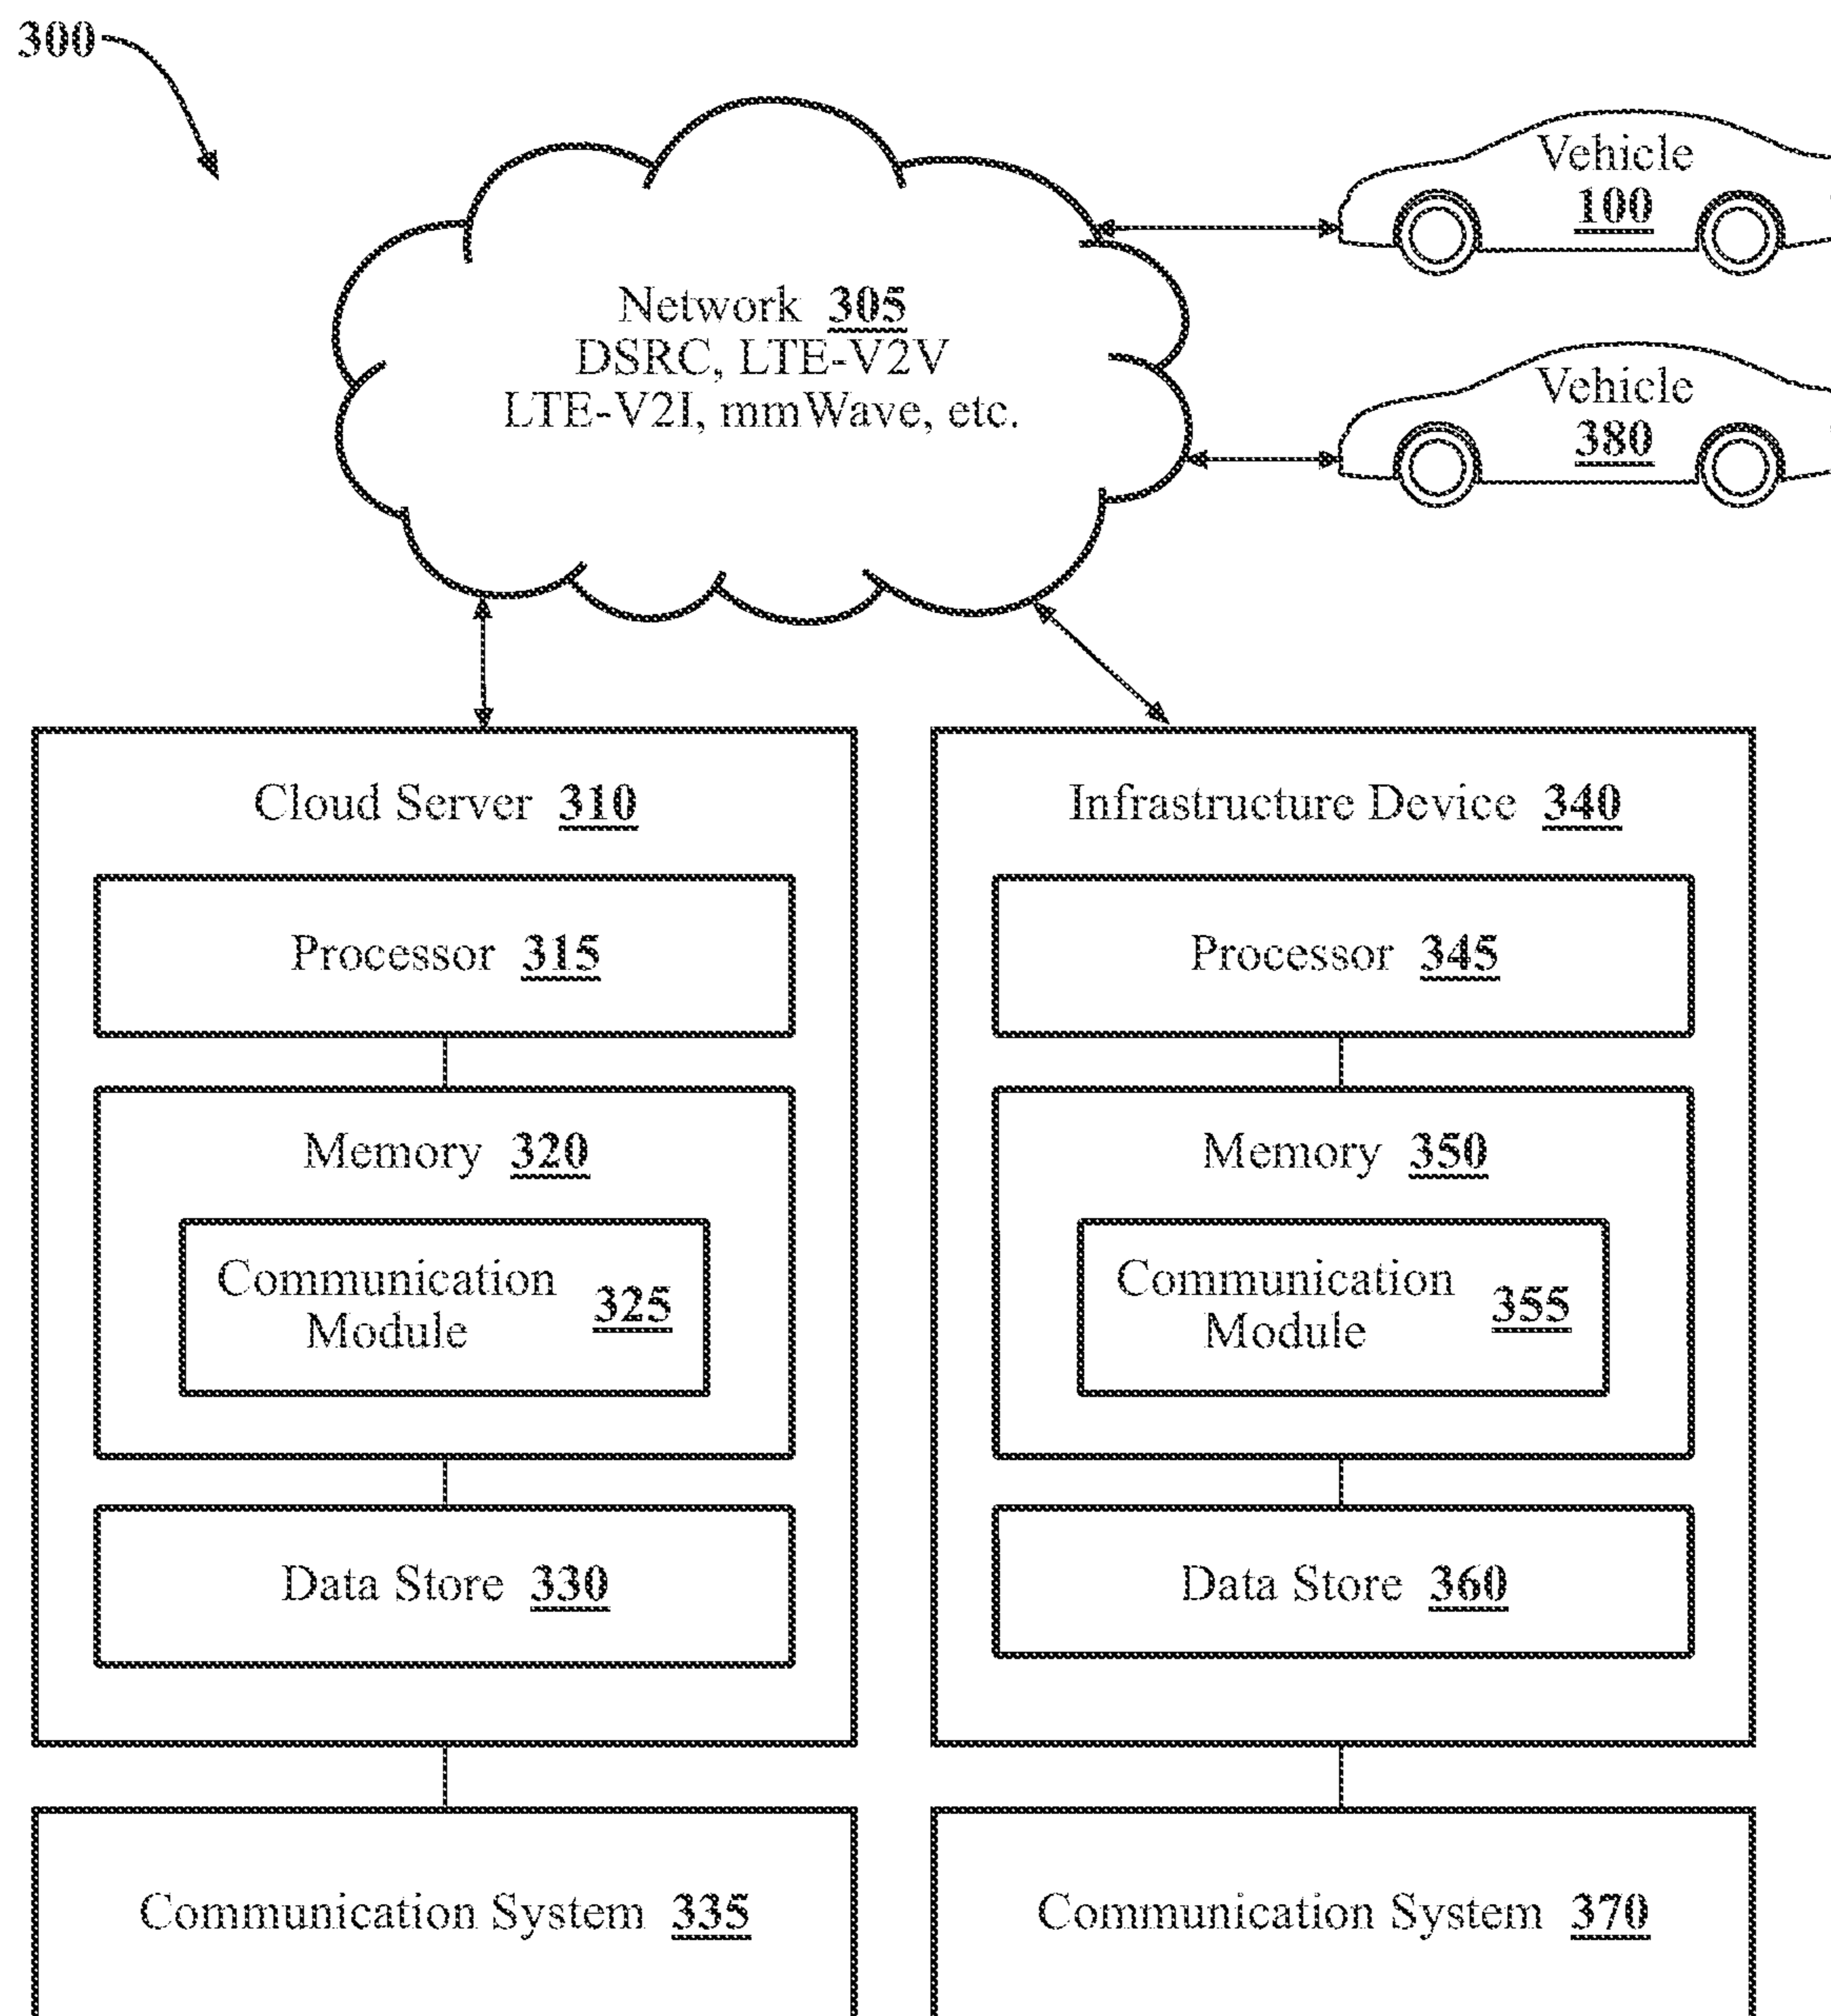 300
Vehicle
100
Network 305
DSRC, LTE-V2V
LTE-V2I, mmWave, etc.
Vehicle
380
Cloud Server 310
Processor 315
Memory 320
Communication
Module
325
Data Store 330
Communication System 335
Infrastructure Device 340
Processor 345
Memory 350
Communication
Module
355
Data Store 360
Communication System 370